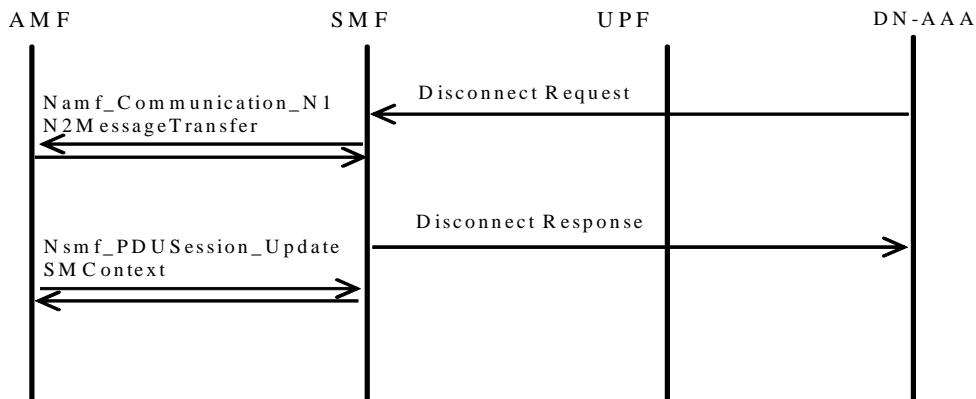 AMF
SMF
UPF
DN-AAA
Disconnect Request
Namf_Communication_N1
N2MessageTransfer
Disconnect Response
Nsmf_PDUSession_Update
SMContext